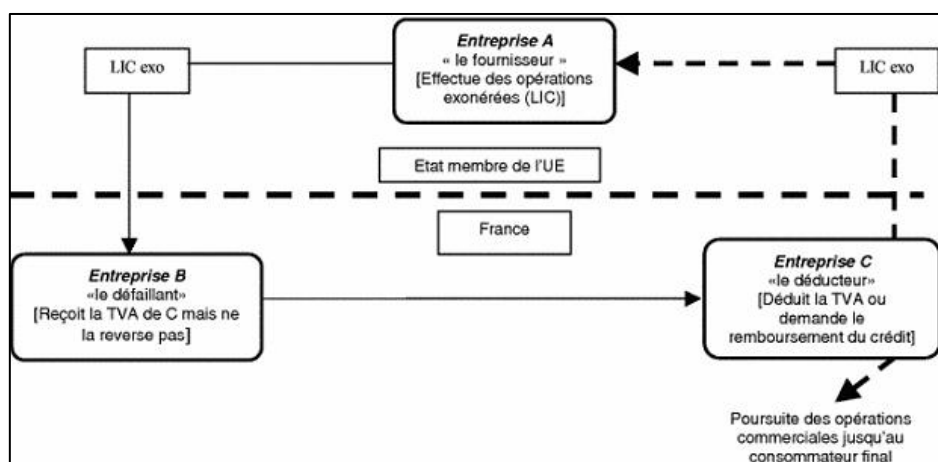 LIC exo
Entreprise A
« le fournisseur »
[Effectue des opérations
exonérées (LIC)]
LIC exo
Etat membre de l'UE
France
Entreprise B
«le défaillant»
[Reçoit la TVA de C mais ne
la reverse pas]
Entreprise C
«le déducteur»
[Déduit la TVA ou
demande le
remboursement du crédit]
Poursuite des opérations
commerciales jusqu'au
consommateur final